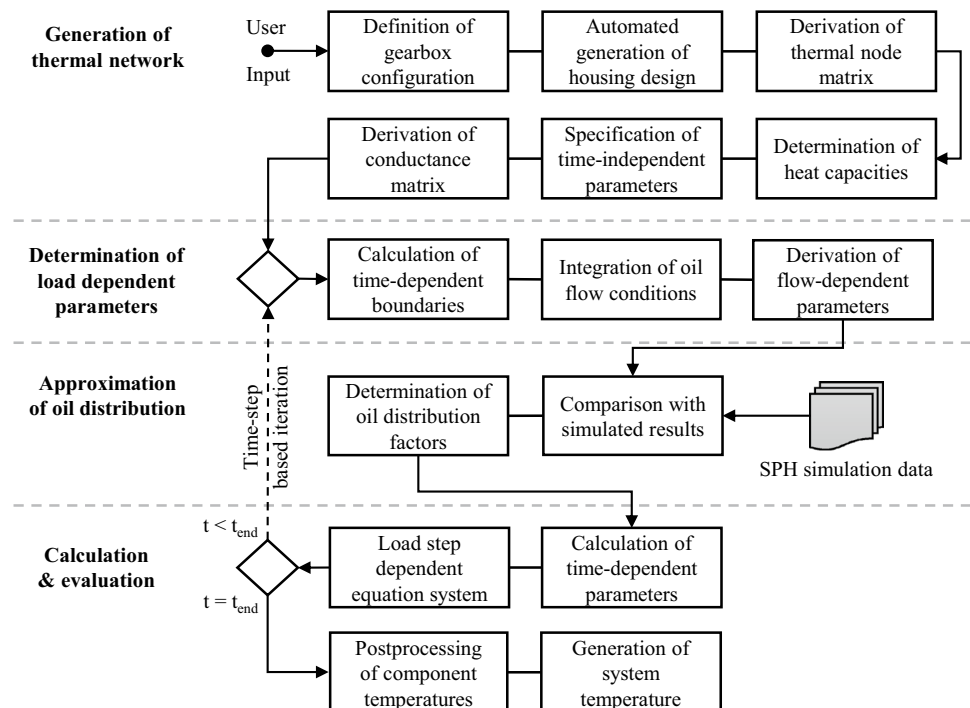 Generation of
thermal network
User
Input
Definition of
gearbox
configuration
Automated
generation of
housing design
Derivation of
thermal node
matrix
Derivation of
conductance
matrix
Specification of
time-independent
parameters
Determination of
heat capacities
Determination of
load dependent
parameters
Calculation of
time-dependent
boundaries
Integration of oil
flow conditions
Derivation of
flow-dependent
parameters
Approximation
of oil distribution
Time-step
based iteration
Determination of
oil distribution
factors
Comparison with
simulated results
SPH simulation data
Calculation
& evaluation
t < tend
t = tend
Load step
dependent
equation system
Calculation of
time-dependent
parameters
Postprocessing
of component
temperatures
Generation of
system
temperature